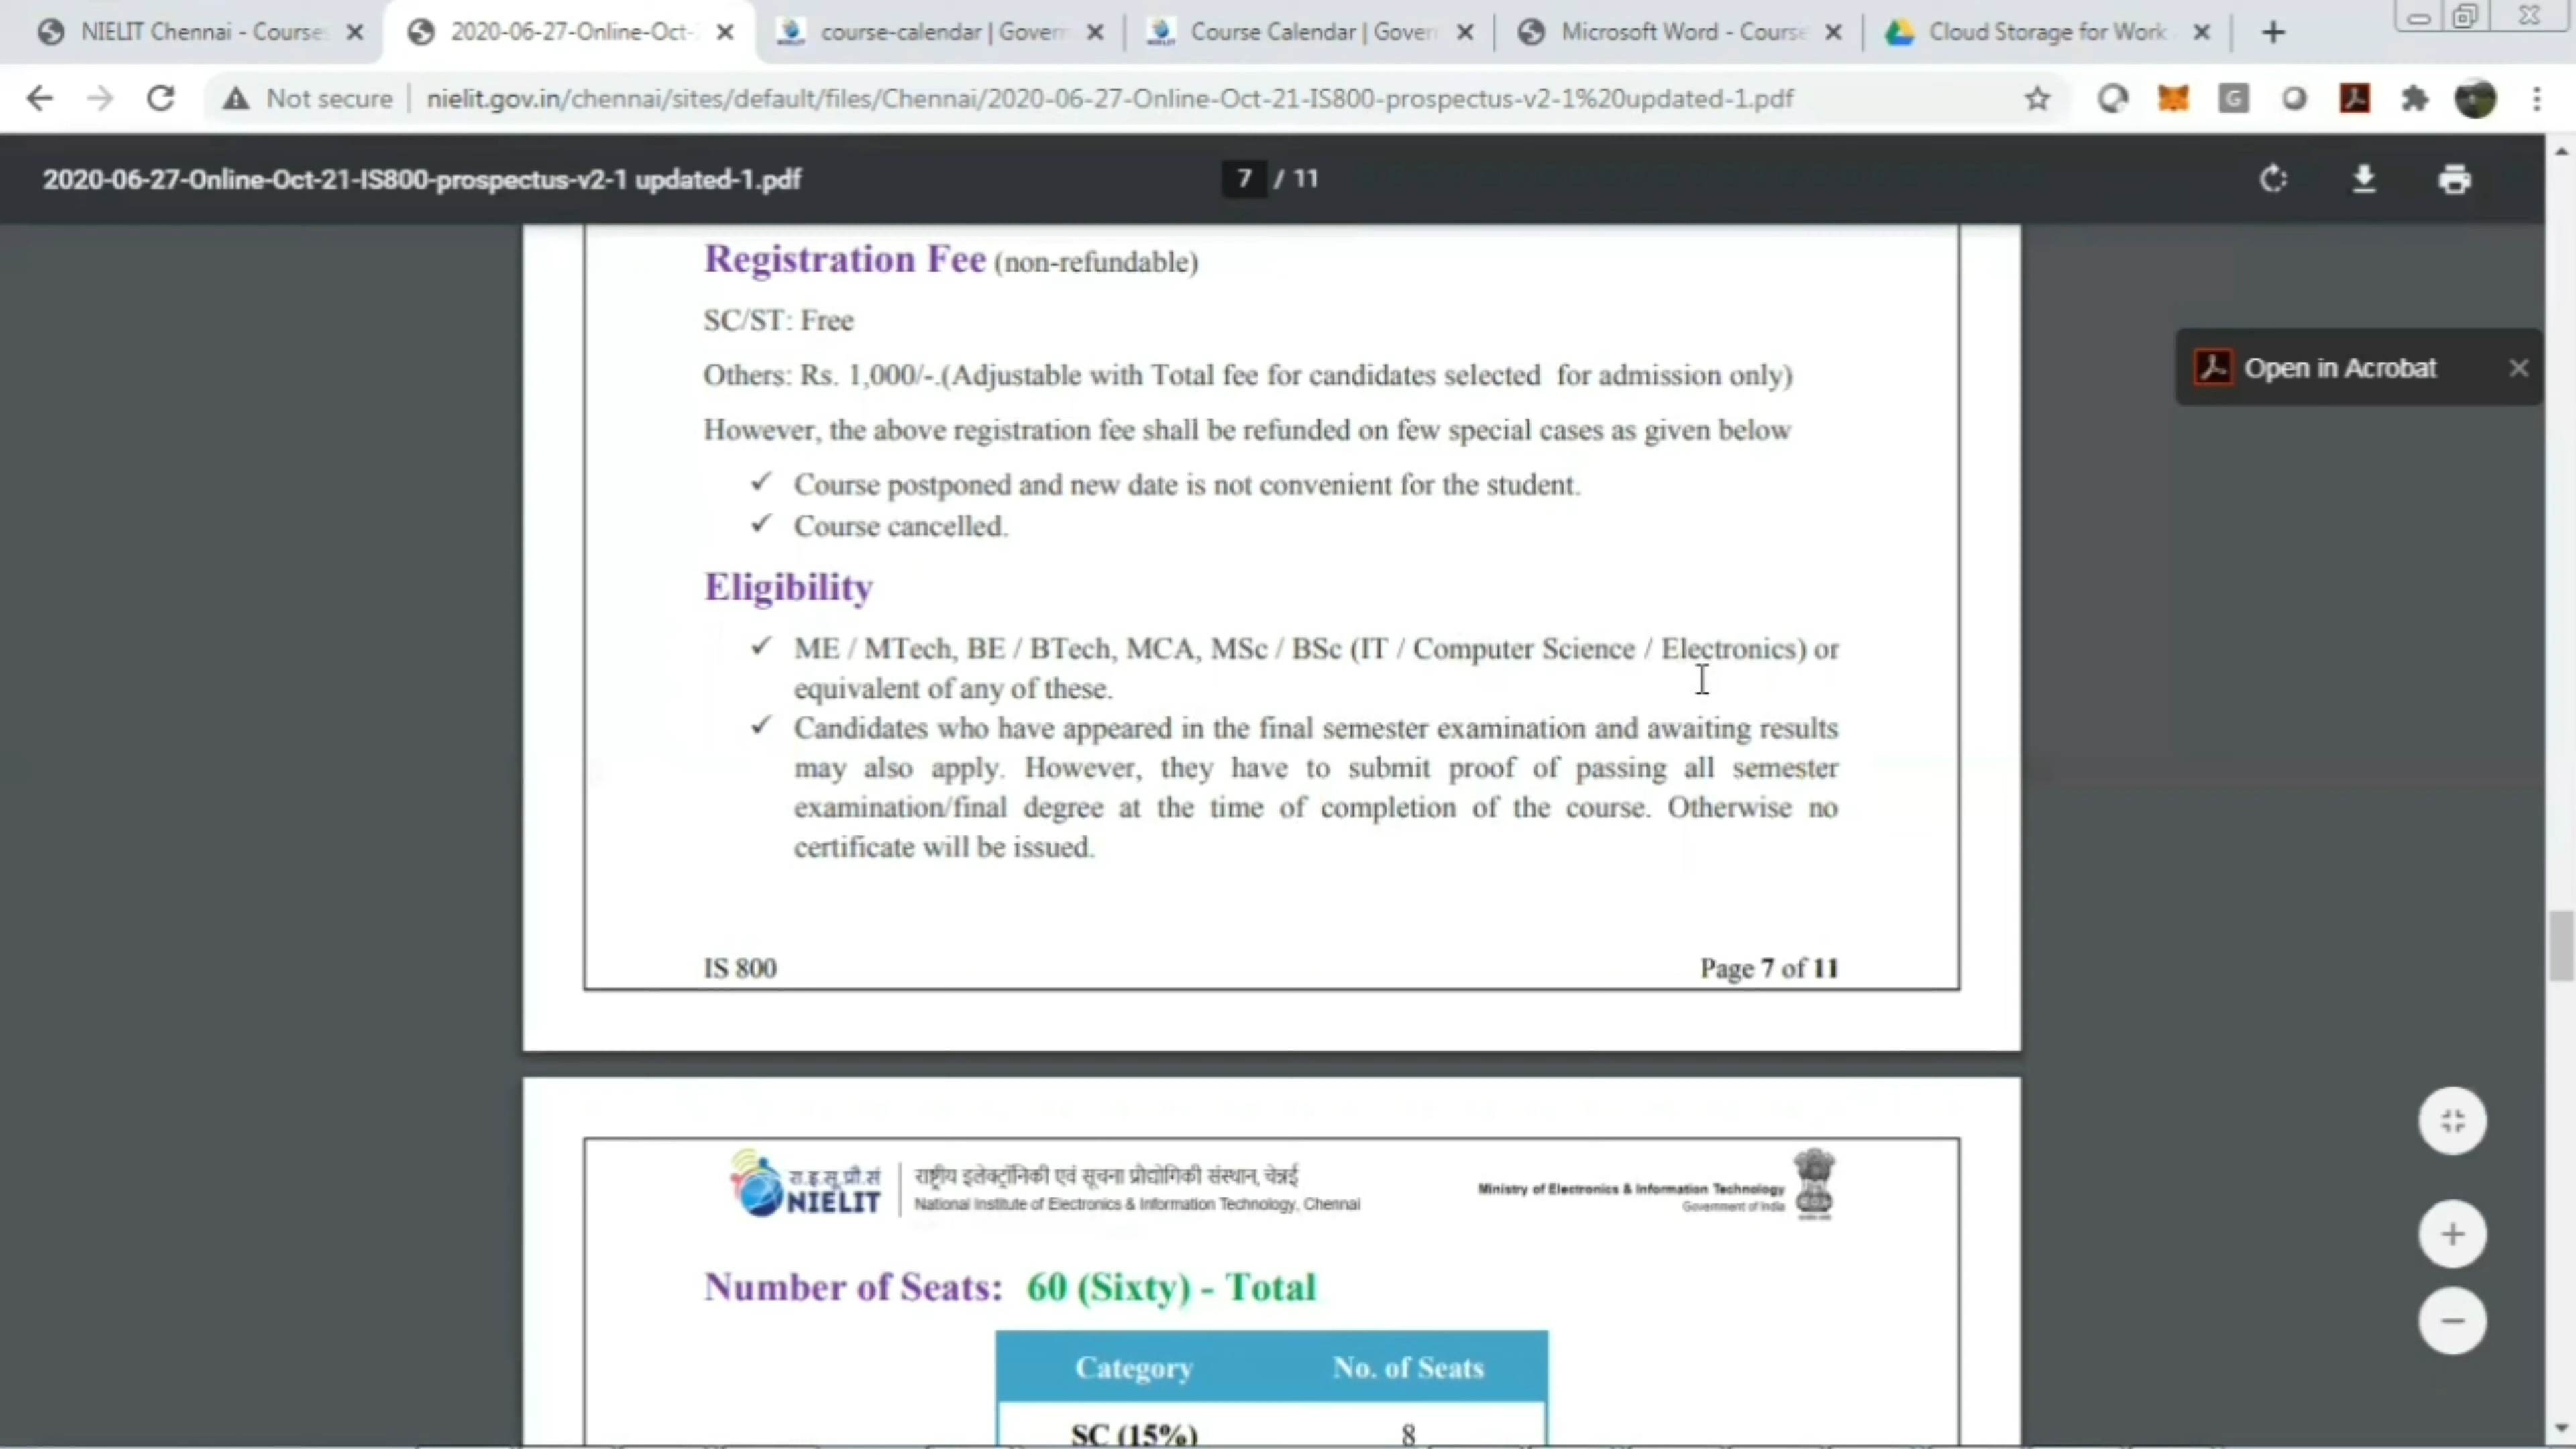 NIELIT Chennai - Course
2020-06-27-Online-Oct-
course-calendar | Govern
Course Calendar | Govern
Microsoft Word - Course
Cloud Storage for Work
Not secure
nielit.gov.in/chennai/sites/default/files/Chennai/2020-06-27-Online-Oct-21-IS800-prospectus-v2-1%20updated-1.pdf
2020-06-27-Online-Oct-21-IS800-prospectus-v2-1 updated-1.pdf
7 / 11
Open in Acrobat
Registration Fee (non-refundable)
SC/ST: Free
Others: Rs. 1,000/-.(Adjustable with Total fee for candidates selected for admission only)
However, the above registration fee shall be refunded on few special cases as given below
✓ Course postponed and new date is not convenient for the student.
✓ Course cancelled.
Eligibility
✓ ME / MTech, BE / BTech, MCA, MSc / BSc (IT / Computer Science / Electronics) or
equivalent of any of these.
✓ Candidates who have appeared in the final semester examination and awaiting results
may also apply. However, they have to submit proof of passing all semester
examination/final degree at the time of completion of the course. Otherwise no
certificate will be issued.
IS 800
Page 7 of 11
रा.इ.सू.प्रौ.सं
NIELIT
राष्ट्रीय इलेक्ट्रॉनिकी एवं सूचना प्रौद्योगिकी संस्थान, चेन्नई
National Institute of Electronics & Information Technology, Chennai
Ministry of Electronics & Information Technology
Government of India
Number of Seats: 60 (Sixty) - Total
Category No. of Seats
SC (15%) 8